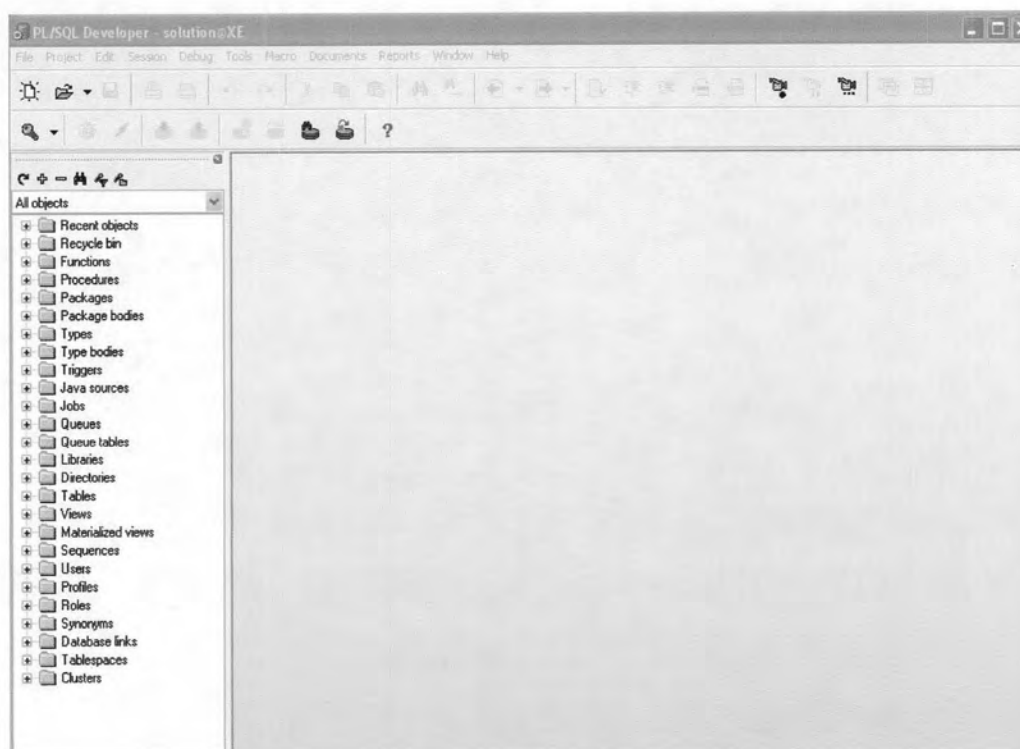 PL/SQL Developer - solution@XE
File Project Edit Session Debug Tools Macro Documents Reports Window Help
?
All objects
Recent objects
Recycle bin
Functions
Procedures
Packages
Package bodies
Types
Type bodies
Triggers
Java sources
Jobs
Queues
Queue tables
Libraries
Directories
Tables
Views
Materialized views
Sequences
Users
Profiles
Roles
Synonyms
Database links
Tablespaces
Clusters